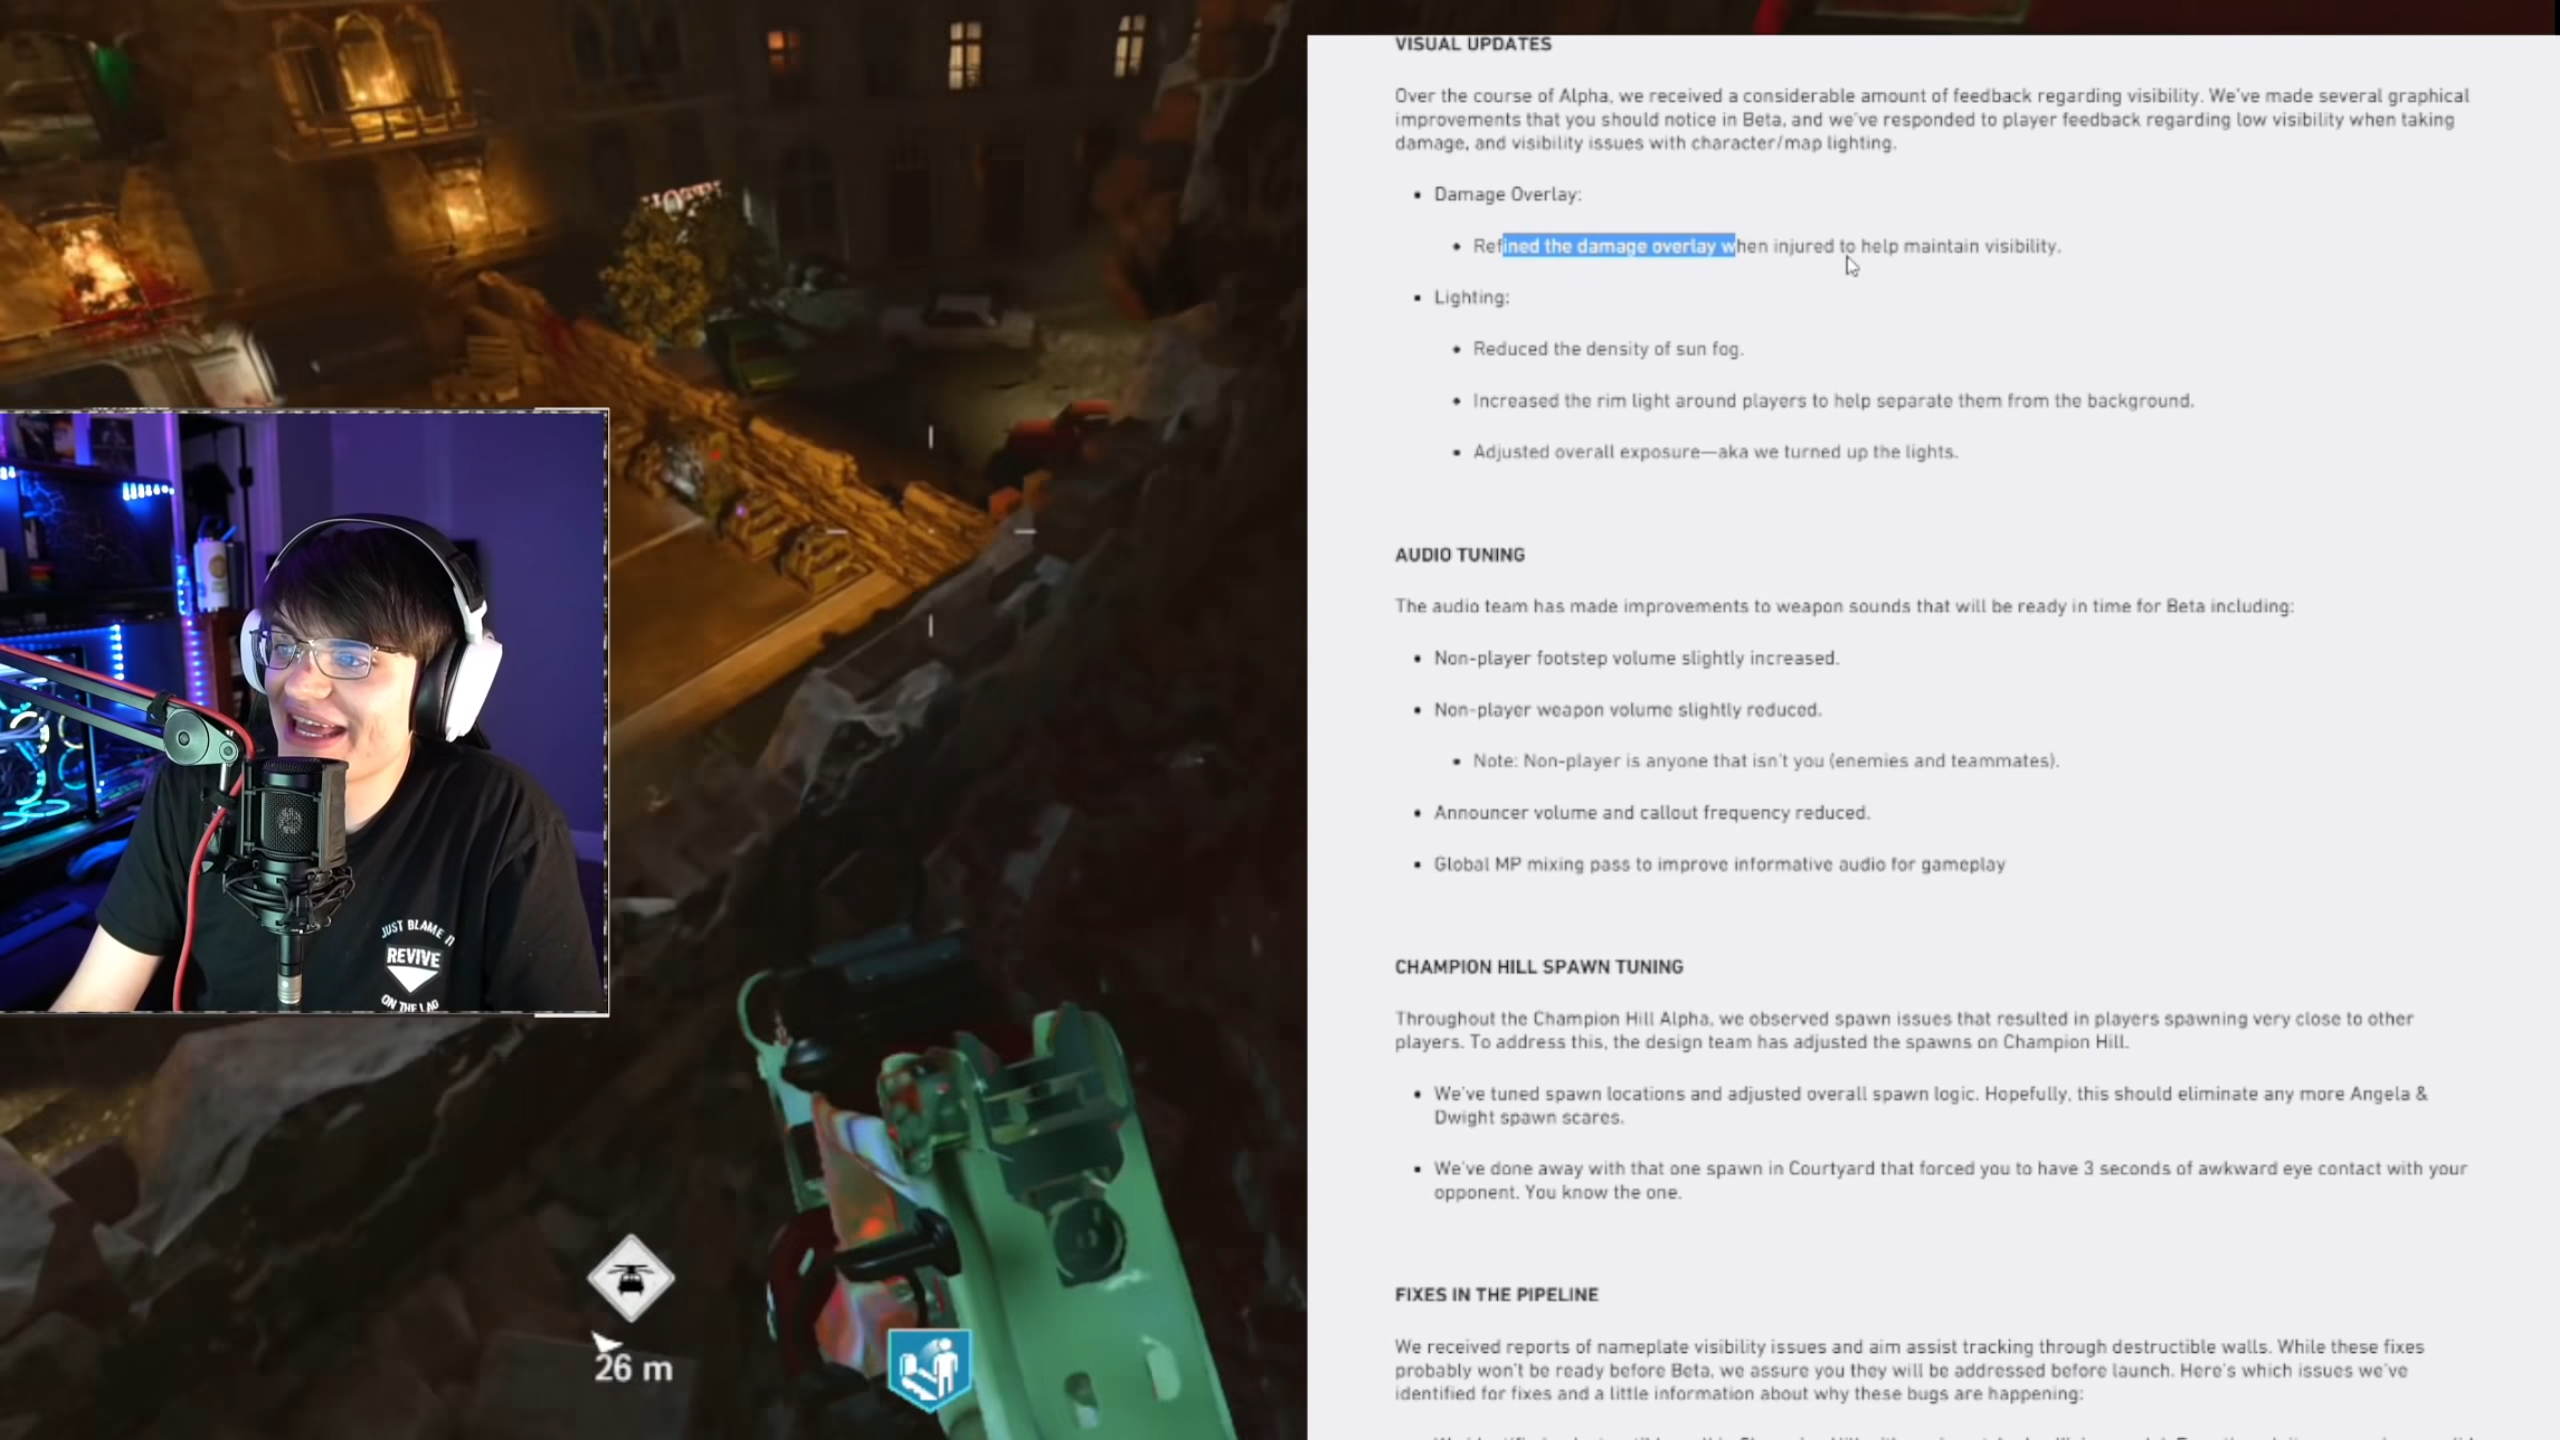 HOTEL
JUST BLAME IT
REVIVE
ON THE LAG
26 m
VISUAL UPDATES
Over the course of Alpha, we received a considerable amount of feedback regarding visibility. We've made several graphical
improvements that you should notice in Beta, and we've responded to player feedback regarding low visibility when taking
damage, and visibility issues with character/map lighting.
Damage Overlay:
Refined the damage overlay when injured to help maintain visibility.
Lighting:
Reduced the density of sun fog.
Increased the rim light around players to help separate them from the background.
Adjusted overall exposure—aka we turned up the lights.
AUDIO TUNING
The audio team has made improvements to weapon sounds that will be ready in time for Beta including:
Non-player footstep volume slightly increased.
Non-player weapon volume slightly reduced.
Note: Non-player is anyone that isn't you (enemies and teammates).
Announcer volume and callout frequency reduced.
Global MP mixing pass to improve informative audio for gameplay
CHAMPION HILL SPAWN TUNING
Throughout the Champion Hill Alpha, we observed spawn issues that resulted in players spawning very close to other
players. To address this, the design team has adjusted the spawns on Champion Hill.
We've tuned spawn locations and adjusted overall spawn logic. Hopefully, this should eliminate any more Angela &
Dwight spawn scares.
We've done away with that one spawn in Courtyard that forced you to have 3 seconds of awkward eye contact with your
opponent. You know the one.
FIXES IN THE PIPELINE
We received reports of nameplate visibility issues and aim assist tracking through destructible walls. While these fixes
probably won't be ready before Beta, we assure you they will be addressed before launch. Here's which issues we've
identified for fixes and a little information about why these bugs are happening: